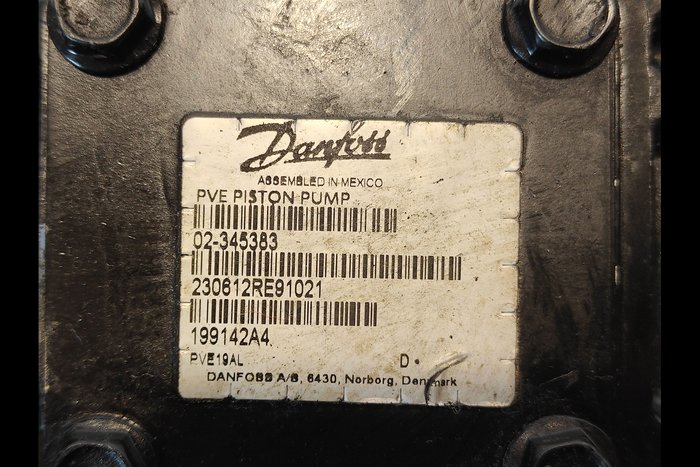 Danfoss
ASSEMBLED IN MEXICO
PVE PISTON PUMP
02-345383
230612RE91021
199142A4
PVE19AL D
DANFOSS A/S, 6430, Norborg, Denmark